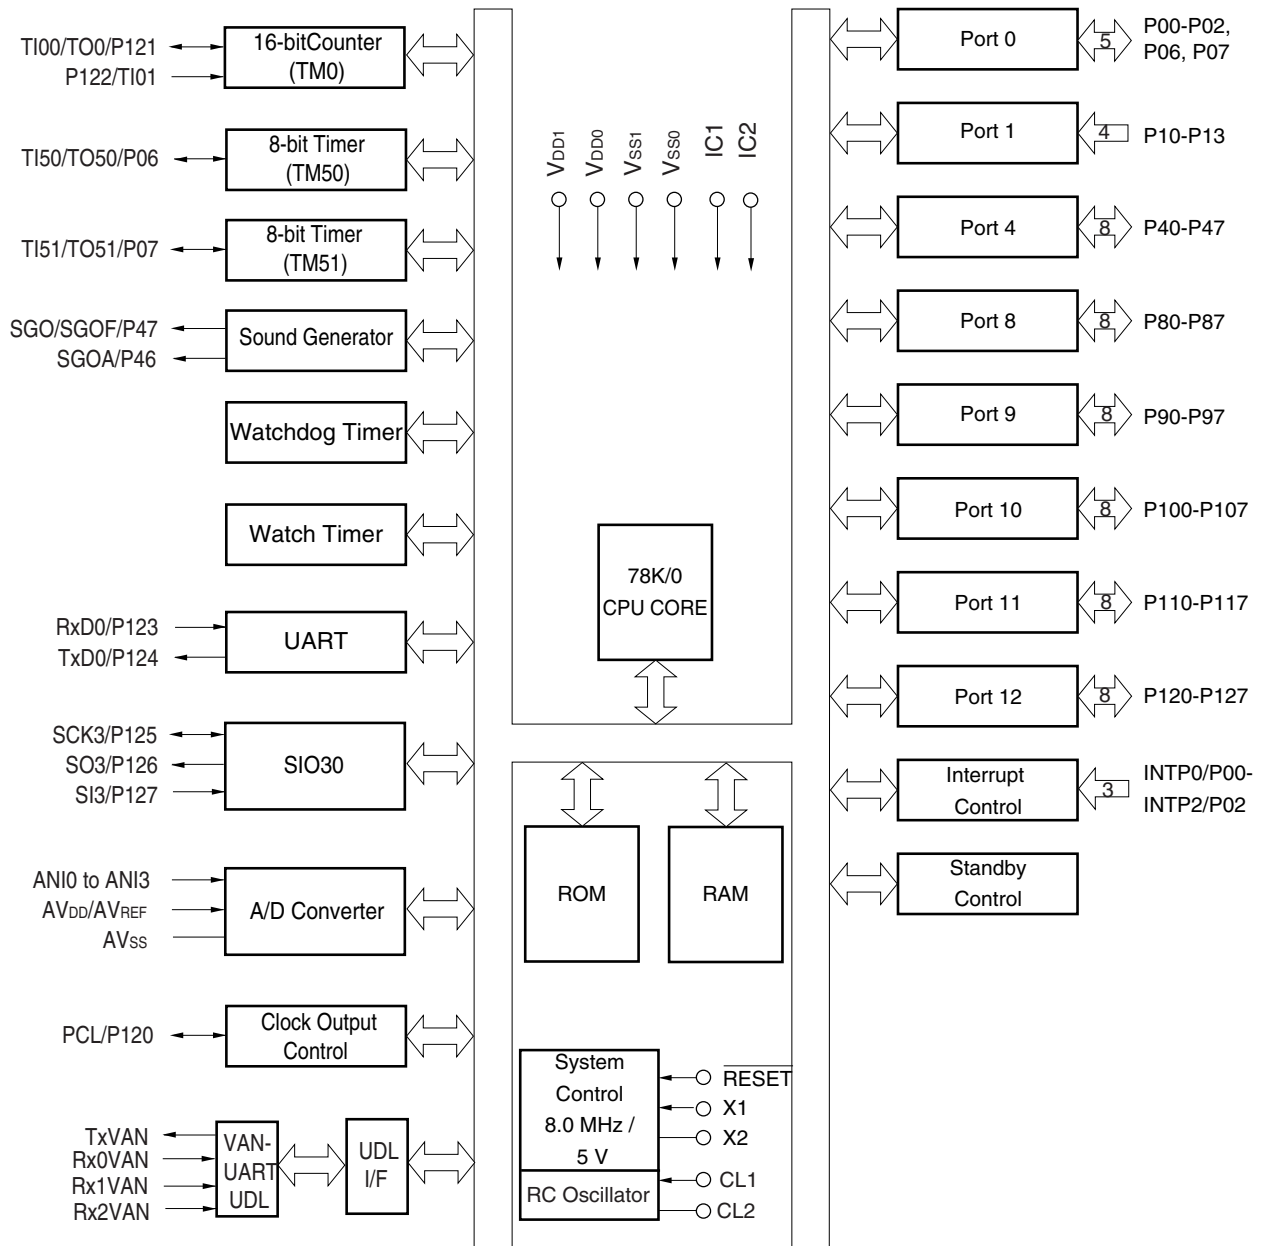 TI00/TO0/P121
P122/TI01
16-bitCounter
(TM0)
TI50/TO50/P06
8-bit Timer
(TM50)
TI51/TO51/P07
8-bit Timer
(TM51)
SGO/SGOF/P47
SGOA/P46
Sound Generator
Watchdog Timer
Watch Timer
RxD0/P123
TxD0/P124
UART
SCK3/P125
SO3/P126
SI3/P127
SIO30
ANI0 to ANI3
AVDD/AVREF
AVSS
A/D Converter
PCL/P120
Clock Output
Control
TxVAN
Rx0VAN
Rx1VAN
Rx2VAN
VAN-
UART
UDL
UDL
I/F
VDD1
VDD0
VSS1
VSS0
IC1
IC2
78K/0
CPU CORE
ROM
RAM
System
Control
8.0 MHz /
5 V
RC Oscillator
RESET
X1
X2
CL1
CL2
Port 0
5
P00-P02,
P06, P07
Port 1
4
P10-P13
Port 4
8
P40-P47
Port 8
8
P80-P87
Port 9
8
P90-P97
Port 10
8
P100-P107
Port 11
8
P110-P117
Port 12
8
P120-P127
Interrupt
Control
3
INTP0/P00-
INTP2/P02
Standby
Control